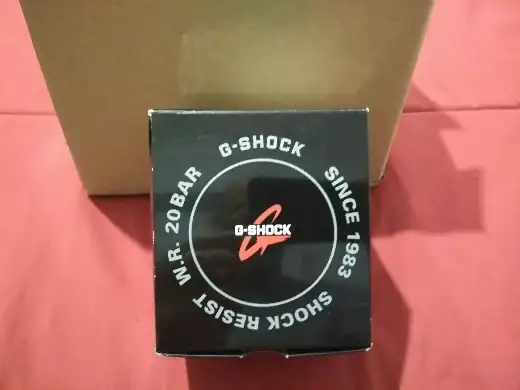 G-SHOCK
SINCE 1983
SHOCK RESIST
W.R. 20BAR
G-SHOCK